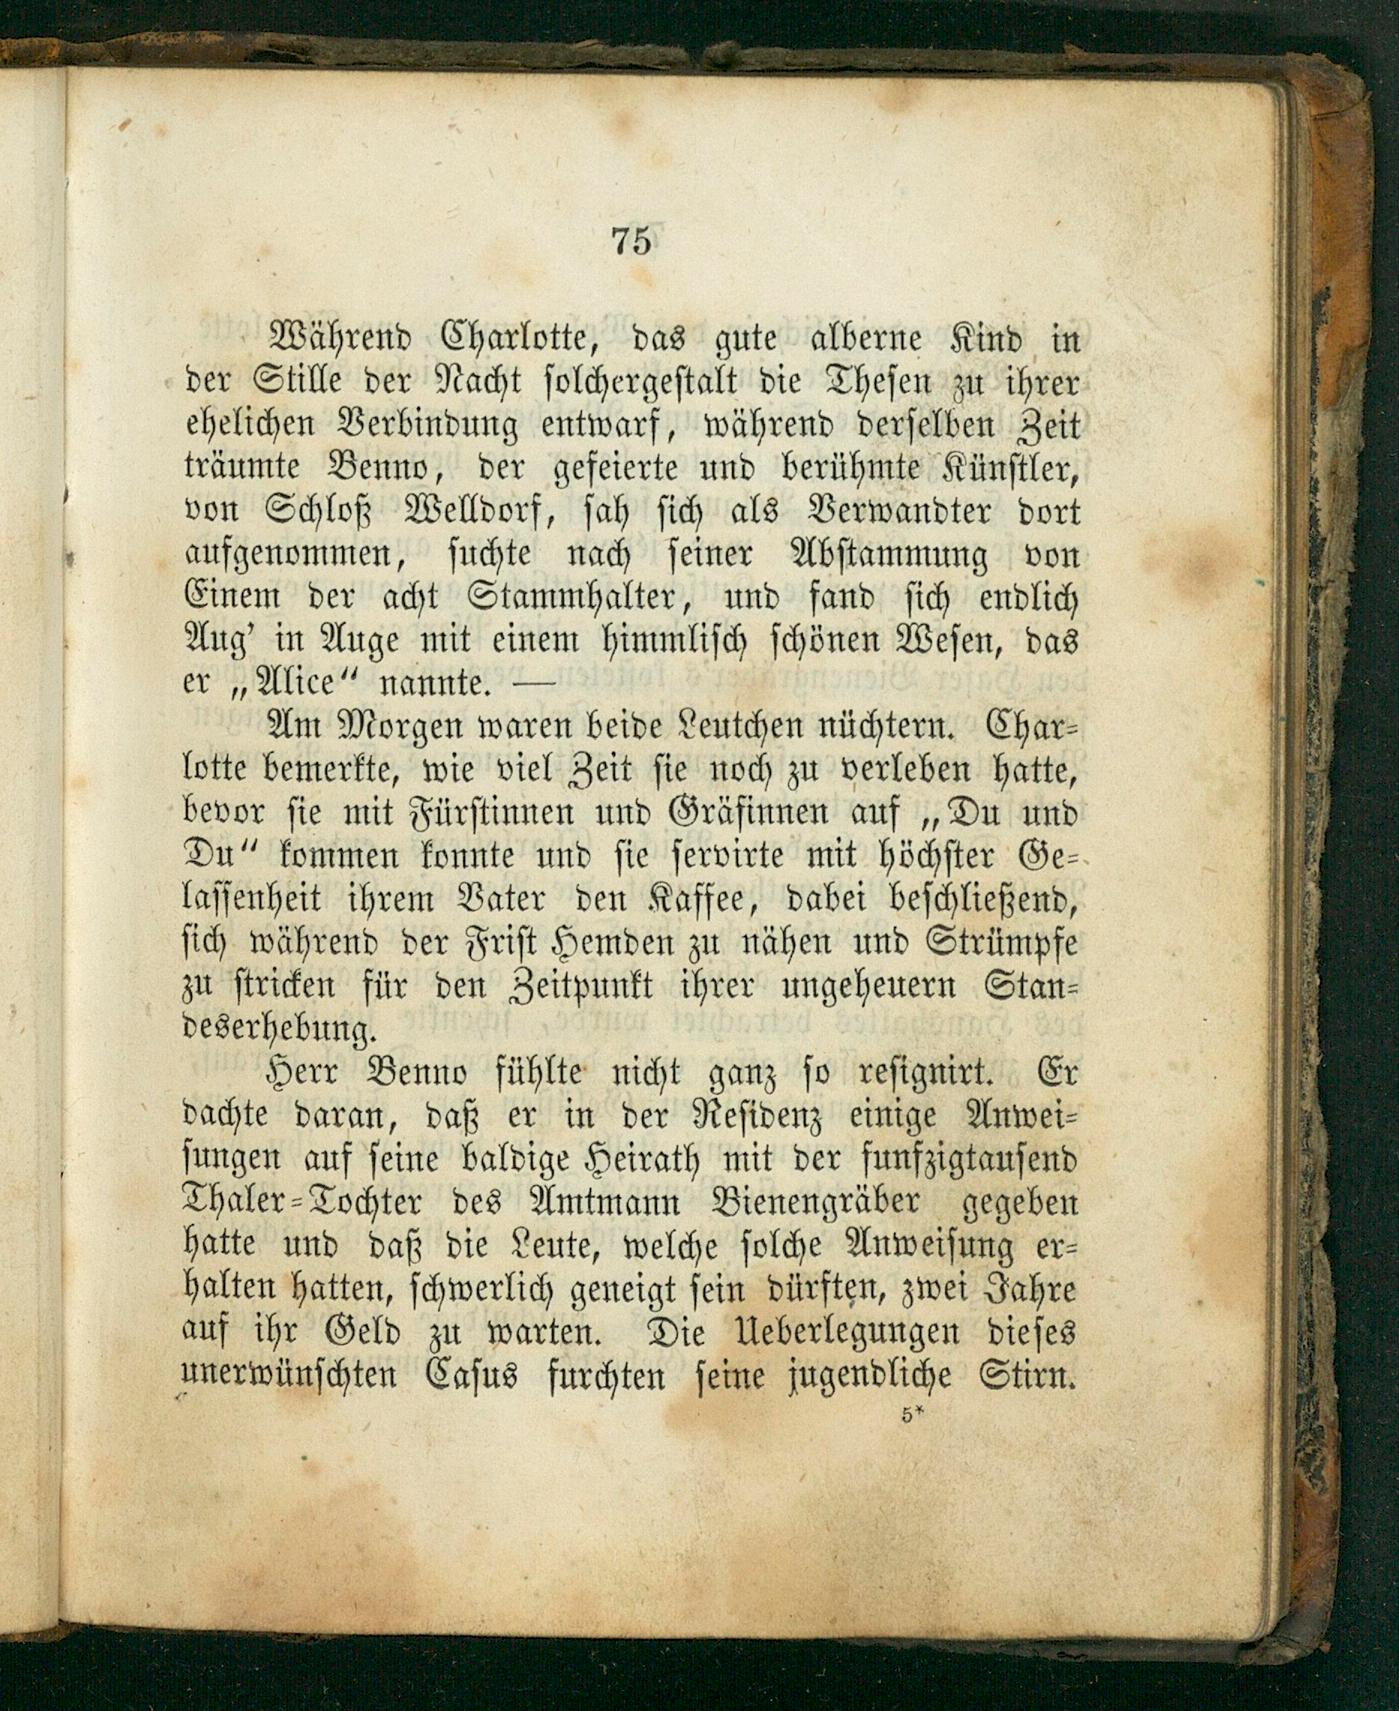 75
Während Charlotte, das gute alberne Kind in
der Stille der Nacht solchergestalt die Thesen zu ihrer
ehelichen Verbindung entwarf, während derselben Zeit
träumte Benno, der gefeierte und berühmte Künstler,
von Schloß Welldorf, sah sich als Verwandter dort
aufgenommen, suchte nach seiner Abstammung von
Einem der acht Stammhalter, und fand sich endlich
Aug' in Auge mit einem himmlisch schönen Wesen, das
er „Alice“ nannte. —
Am Morgen waren beide Leutchen nüchtern. Char-
lotte bemerkte, wie viel Zeit sie noch zu verleben hatte,
bevor sie mit Fürstinnen und Gräfinnen auf „Du und
Du“ kommen konnte und sie servirte mit höchster Ge-
lassenheit ihrem Vater den Kaffee, dabei beschließend,
sich während der Frist Hemden zu nähen und Strümpfe
zu stricken für den Zeitpunkt ihrer ungeheuern Stan-
deserhebung.
Herr Benno fühlte nicht ganz so resignirt. Er
dachte daran, daß er in der Residenz einige Anwei-
sungen auf seine baldige Heirath mit der funfzigtausend
Thaler-Tochter des Amtmann Bienengräber gegeben
hatte und daß die Leute, welche solche Anweisung er-
halten hatten, schwerlich geneigt sein dürften, zwei Jahre
auf ihr Geld zu warten. Die Ueberlegungen dieses
unerwünschten Casus furchten seine jugendliche Stirn.
5*